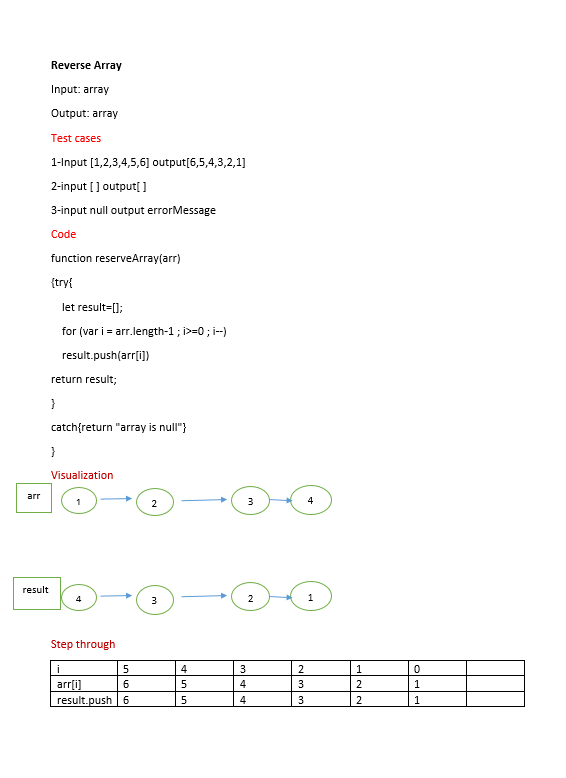 Reverse Array
Input: array
Output: array
Test cases
1-Input [1,2,3,4,5,6] output[6,5,4,3,2,1]
2-input [ ] output[ ]
3-input null output errorMessage
Code
function reserveArray(arr)
{try{
let result=[];
for (var i = arr.length-1 ; i>=0 ; i--)
result.push(arr[i])
return result;
}
catch{return "array is null"}
}
Visualization
arr 1 2 3 4
result 4 3 2 1
Step through
i 5 4 3 2 1 0
arr[i] 6 5 4 3 2 1
result.push 6 5 4 3 2 1